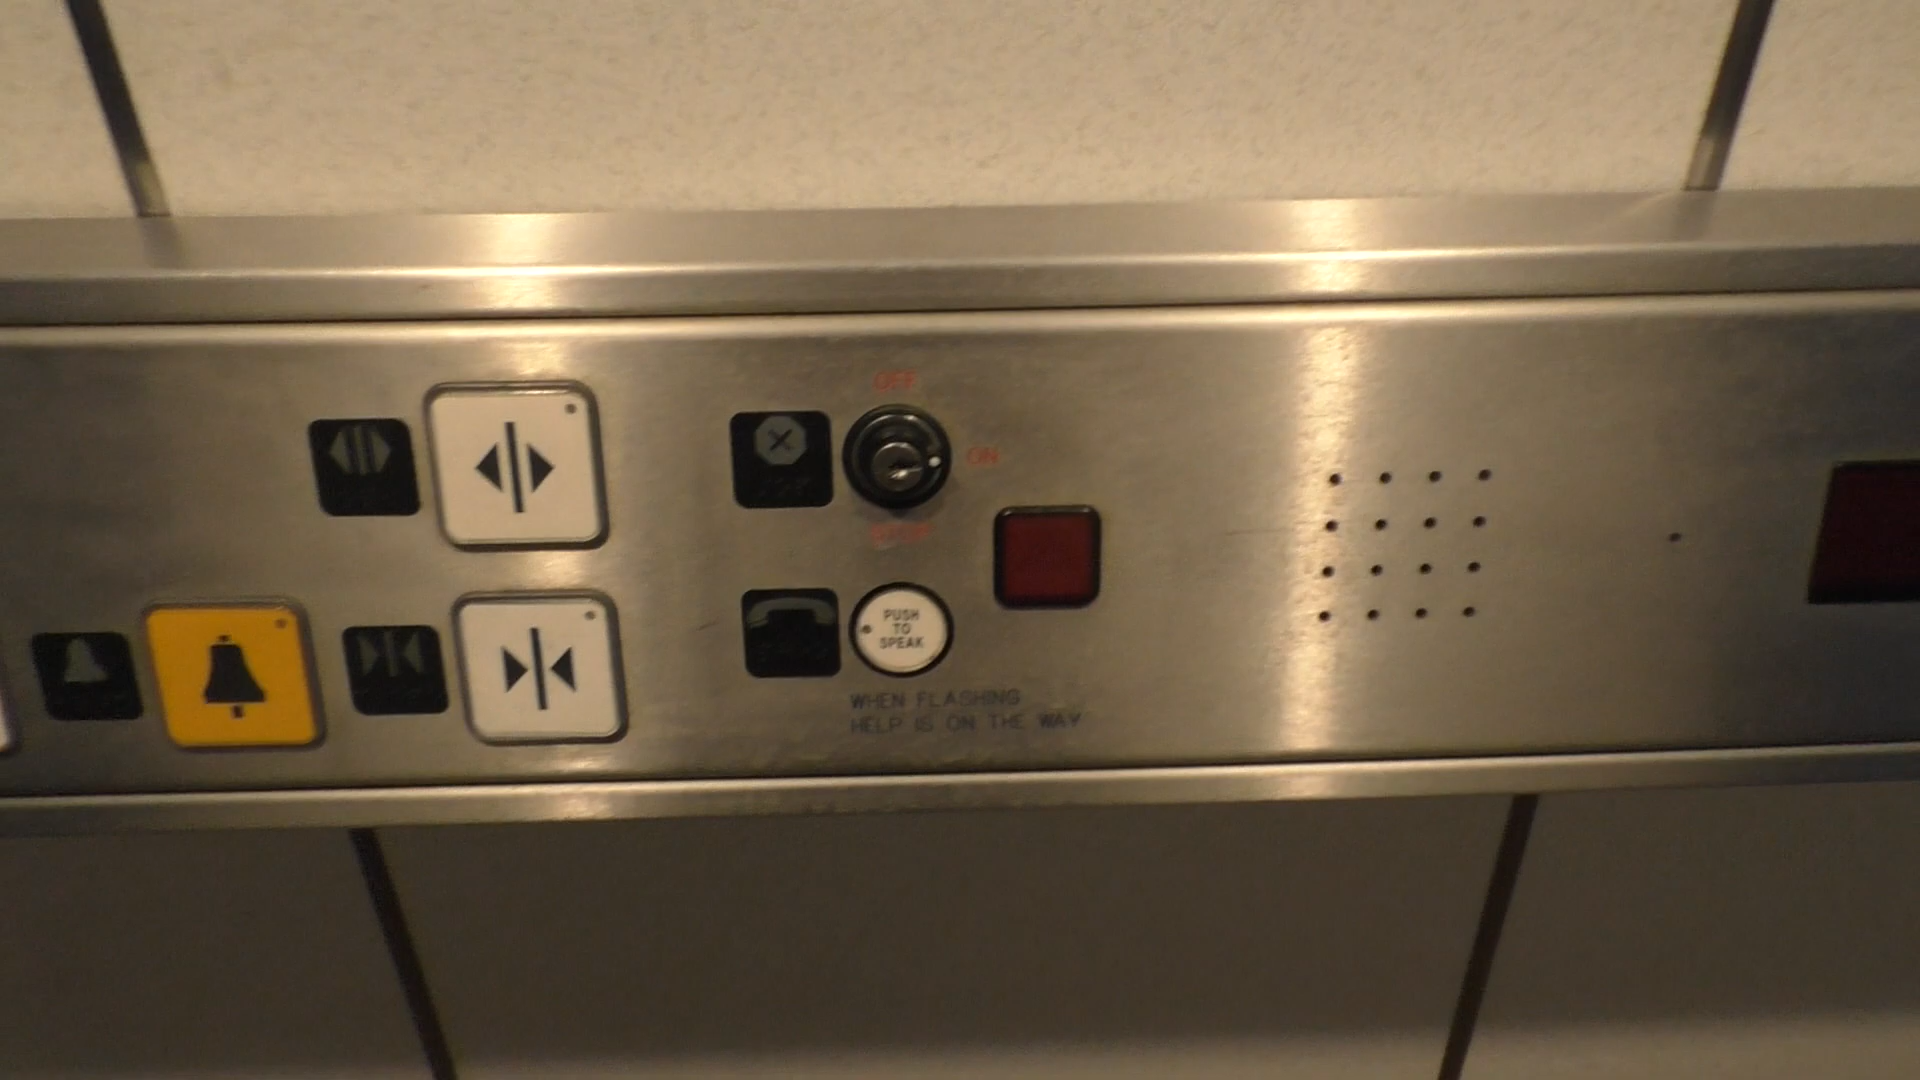 OFF
ON
STOP
PUSH
TO
SPEAK
WHEN FLASHING
HELP IS ON THE WAY